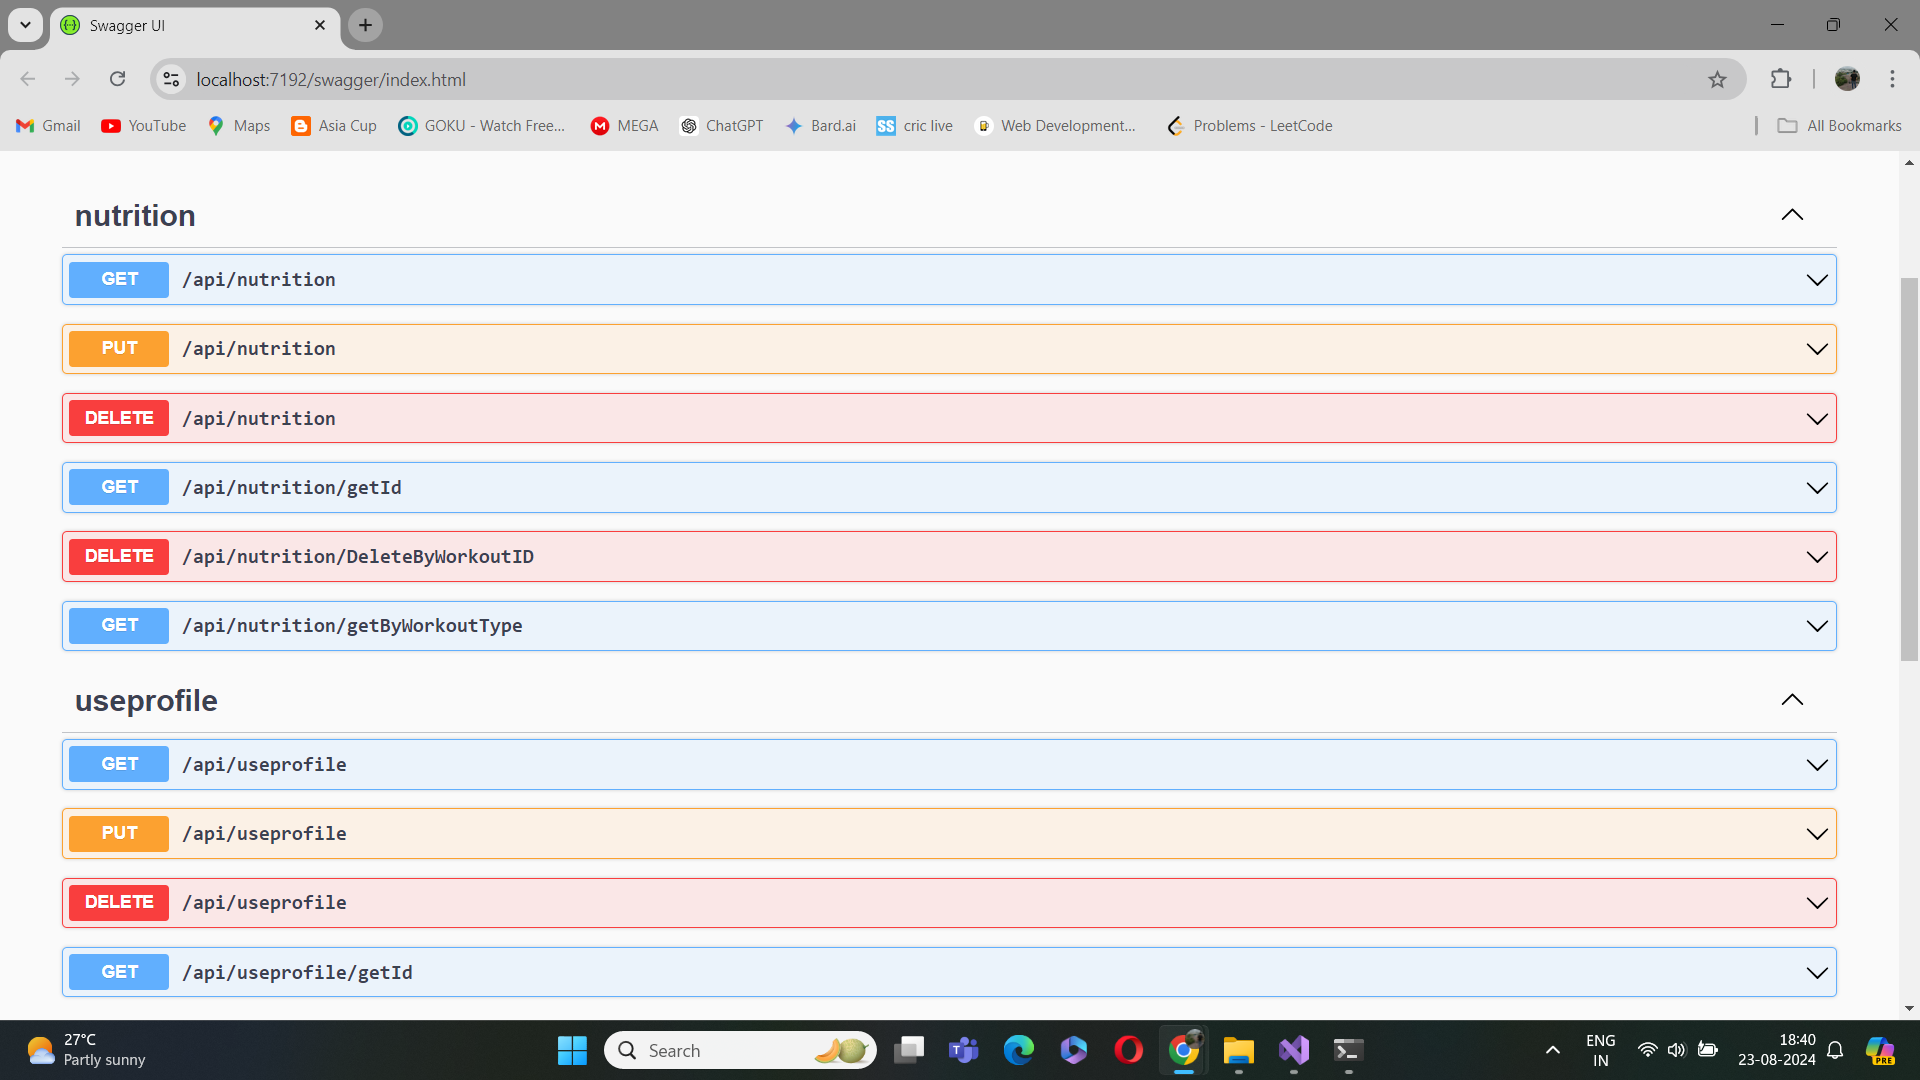 Swagger UI
localhost:7192/swagger/index.html
Gmail YouTube Maps Asia Cup GOKU - Watch Free... MEGA ChatGPT Bard.ai SS cric live Web Development... Problems - LeetCode All Bookmarks
nutrition
GET /api/nutrition
PUT /api/nutrition
DELETE /api/nutrition
GET /api/nutrition/getId
DELETE /api/nutrition/DeleteByWorkoutID
GET /api/nutrition/getByWorkoutType
useprofile
GET /api/useprofile
PUT /api/useprofile
DELETE /api/useprofile
GET /api/useprofile/getId
27°C
Partly sunny
Search
ENG
IN
18:40
23-08-2024
PRE